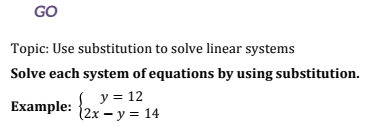 GO
Topic: Use substitution to solve linear systems
Solve each system of equations by using substitution.
Example: { y = 12
2x − y = 14